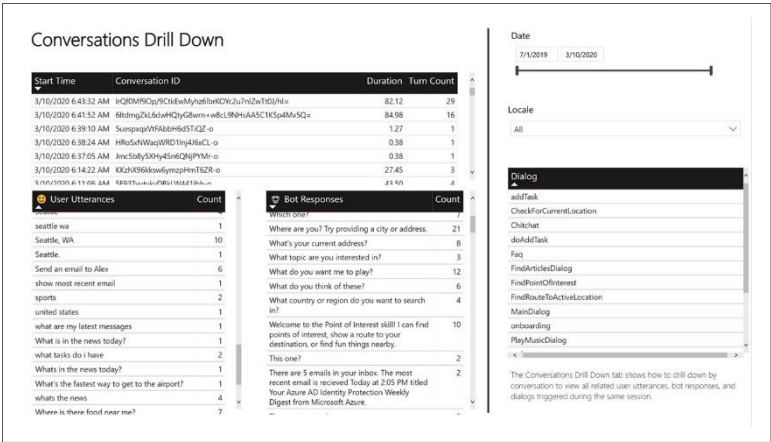 Conversations Drill Down
Start Time Conversation ID Duration Turn Count
3/10/2020 6:43:32 AM 82.12 29
3/10/2020 6:41:52 AM 84.98 16
3/10/2020 6:39:10 AM 5uespxqxVtFAbbH6d5TiQZ-o 1.27 1
3/10/2020 6:38:24 AM HRoSxNWaqWRD1Inj4J6xCL-o 0.38 1
3/10/2020 6:37:05 AM Jmc5b8y5XHy4Sn6QNjPYMr-o 0.38 1
3/10/2020 6:14:22 AM KKzhX96kksw6ymzpHmT6ZR-o 27.45 3
3/10/2020 6:11:06 AM 43.50 4
User Utterances Count
Seattle 4
seattle wa 1
Seattle, WA 10
Seattle. 1
Send an email to Alex 6
show most recent email 1
sports 2
united states 1
what are my latest messages 1
What is in the news today? 1
what tasks do i have 2
Whats in the news today? 1
What's the fastest way to get to the airport? 1
whats the news 4
Where is there food near me? 7
Bot Responses Count
Which one? 7
Where are you? Try providing a city or address. 21
What's your current address? 8
What topic are you interested in? 3
What do you want me to play? 12
What do you think of these? 6
What country or region do you want to search 4
in?
Welcome to the Point of Interest skill! I can find 10
points of interest, show a route to your
destination, or find fun things nearby.
This one? 2
There are 5 emails in your inbox. The most 2
recent email is recieved Today at 2:05 PM titled
Your Azure AD Identity Protection Weekly
Digest from Microsoft Azure.
Date
7/1/2019 3/10/2020
Locale
All
Dialog
addTask
CheckForCurrentLocation
Chitchat
doAddTask
Faq
FindArticlesDialog
FindPointOfInterest
FindRouteToActiveLocation
MainDialog
onboarding
PlayMusicDialog
The Conversations Drill Down tab shows how to drill down by
conversation to view all related user utterances, bot responses, and
dialogs triggered during the same session.